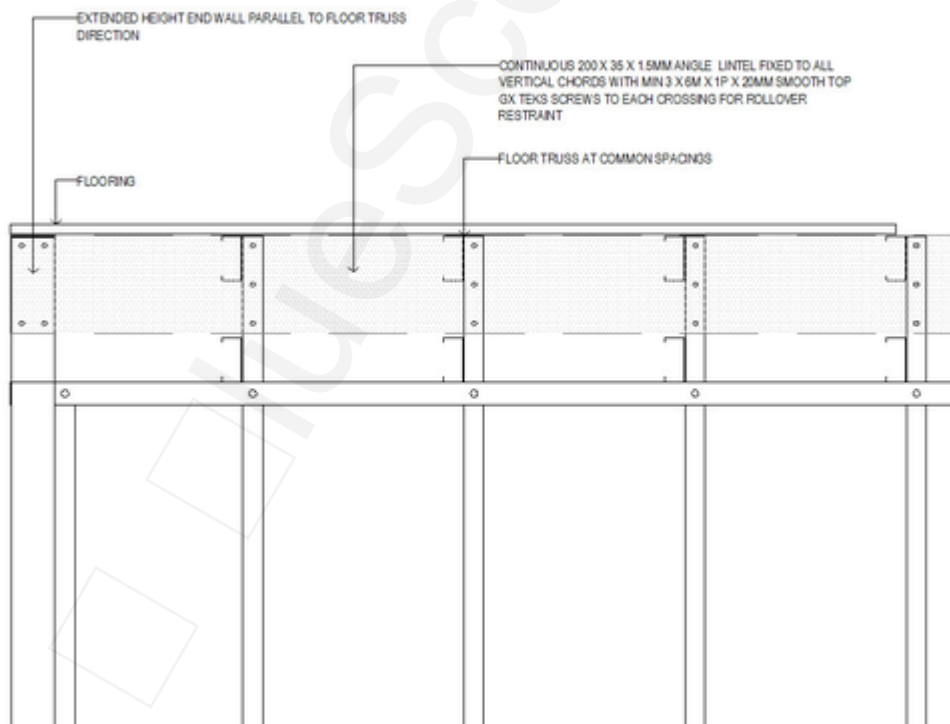 EXTENDED HEIGHT END WALL PARALLEL TO FLOOR TRUSS
DIRECTION
CONTINUOUS 200 X 35 X 1.5MM ANGLE LINTEL FIXED TO ALL
VERTICAL CHORDS WITH MIN 3 X 6M X 1P X 20MM SMOOTH TOP
GX TEKS SCREWS TO EACH CROSSING FOR ROLLOVER
RESTRAINT
FLOOR TRUSS AT COMMON SPACINGS
FLOORING